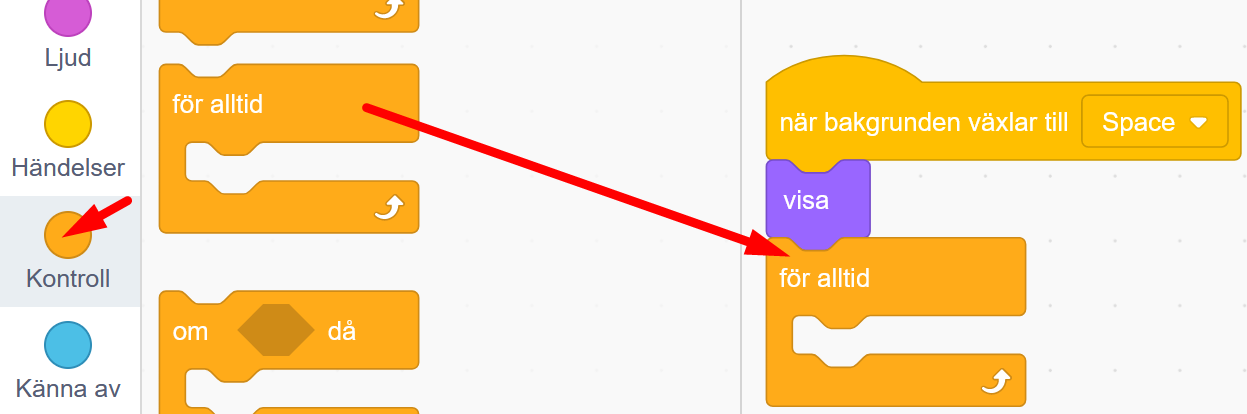 Ljud
Händelser
Kontroll
Känna av
för alltid
om då
när bakgrunden växlar till Space
visa
för alltid